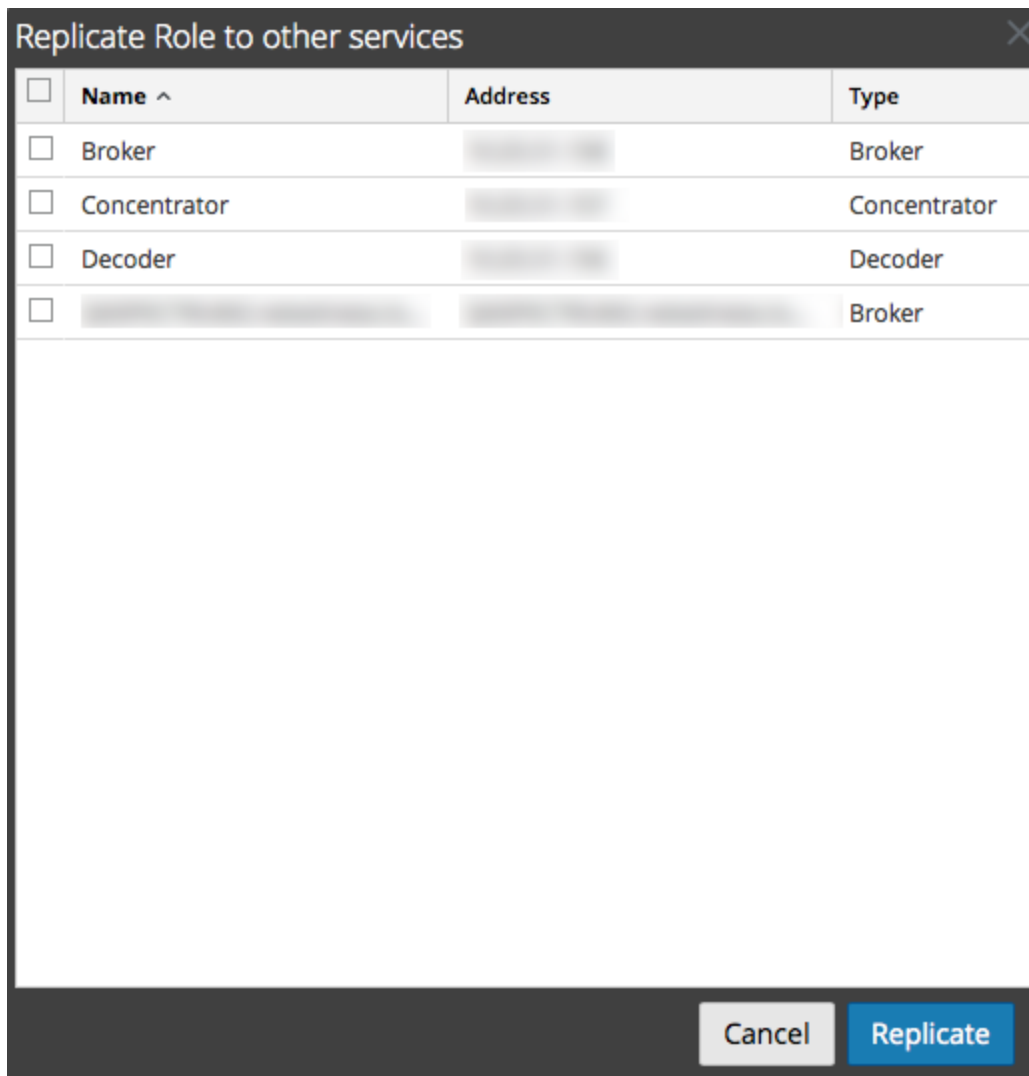 Replicate Role to other services
Name Address Type
Broker Broker
Concentrator Concentrator
Decoder Decoder
Broker
Cancel Replicate